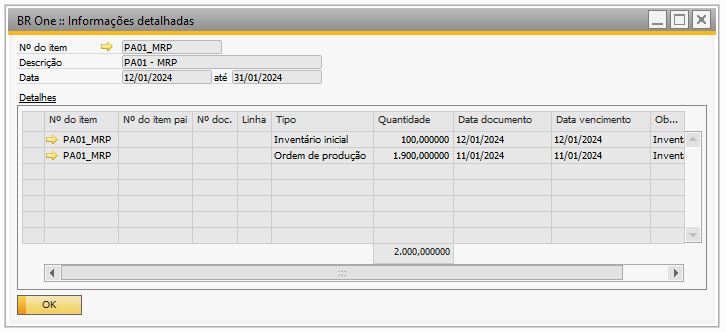 BR One :: Informações detalhadas
Nº do item PA01_MRP
Descrição PA01 - MRP
Data 12/01/2024 até 31/01/2024
Detalhes
Nº do item Nº do item pai Nº doc. Linha Tipo Quantidade Data documento Data vencimento Ob...
PA01_MRP Inventário inicial 100,000000 12/01/2024 12/01/2024 Inventá
PA01_MRP Ordem de produção 1.900,000000 11/01/2024 11/01/2024 Inventá
2.000,000000
OK